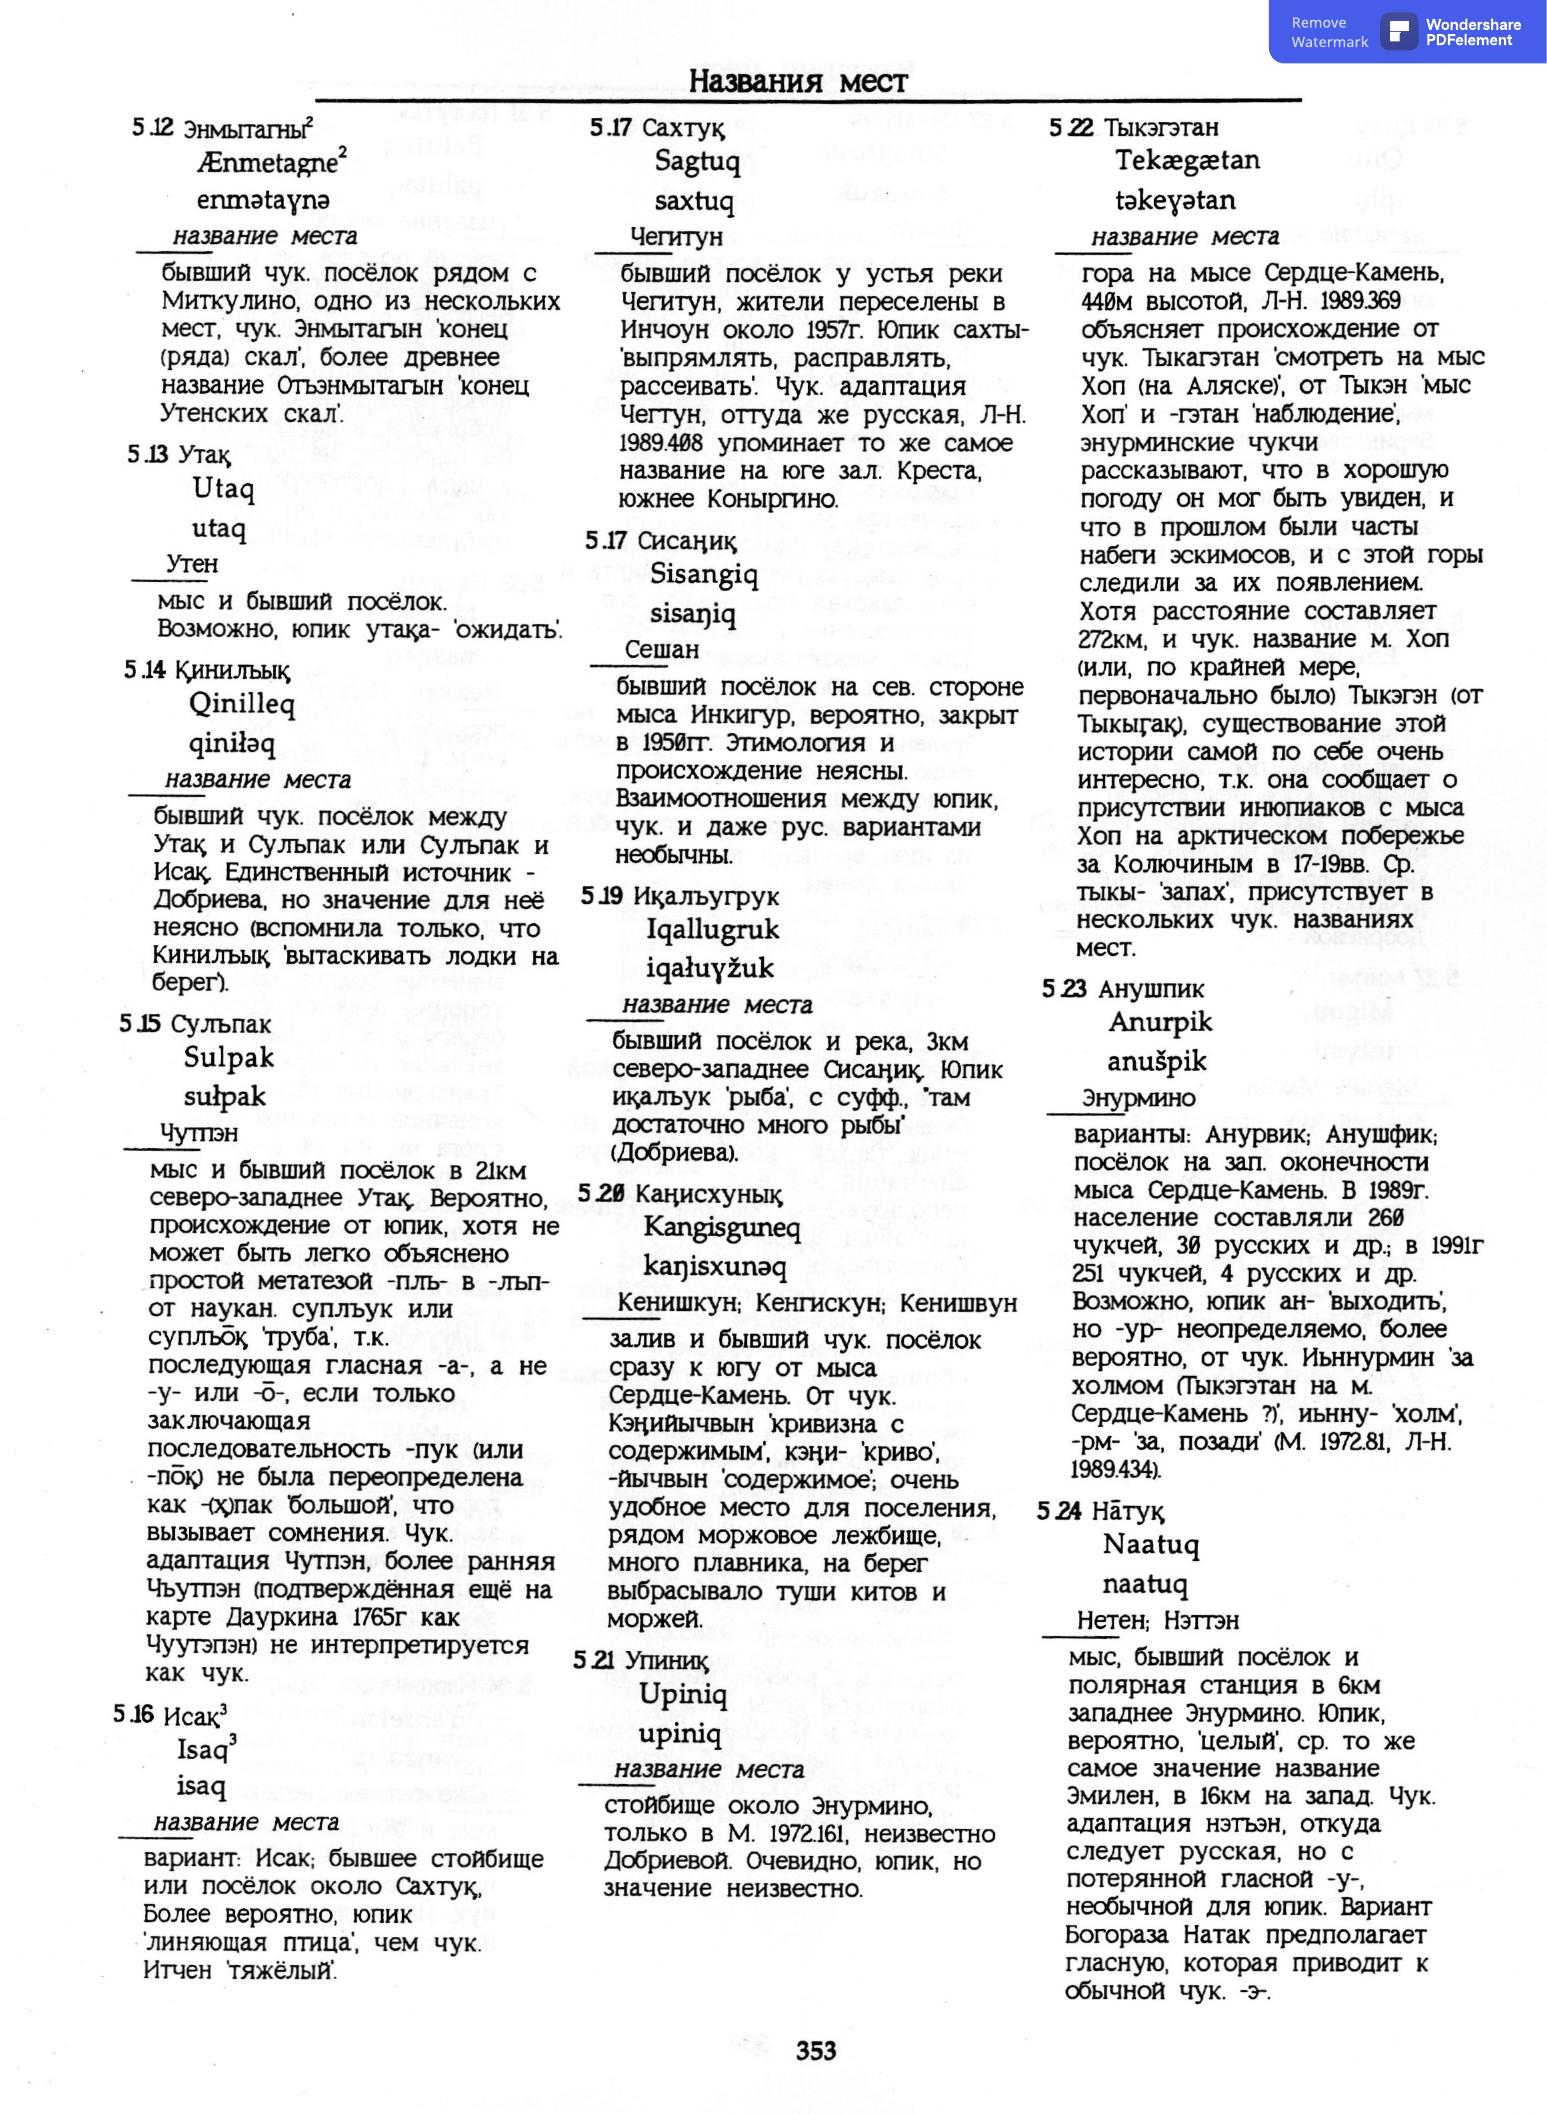 Remove
Watermark
Wondershare
PDFelement
Названия мест
5.12 Энмытагны²
Ænmetagne²
enmətaɣnə
название места
бывший чук. посёлок рядом с
Миткулино, одно из нескольких
мест, чук. Энмытагын 'конец
(ряда) скал', более древнее
название Отъэнмытагын 'конец
Утенских скал'.
5.13 Утақ
Utaq
utaq
Утен
мыс и бывший посёлок.
Возможно, юпик утақа- 'ожидать'.
5.14 Қинилъық
Qinilleq
qiniłəq
название места
бывший чук. посёлок между
Утақ и Сулъпак или Сулъпак и
Исақ. Единственный источник -
Добриева, но значение для неё
неясно (вспомнила только, что
Кинилъық 'вытаскивать лодки на
берег').
5.15 Сулъпак
Sulpak
sułpak
Чутпэн
мыс и бывший посёлок в 21км
северо-западнее Утақ. Вероятно,
происхождение от юпик, хотя не
может быть легко объяснено
простой метатезой -плъ- в -лъп-
от наукан. суплъук или
суплъо̄қ 'труба', т.к.
последующая гласная -а-, а не
-у- или -о̄-, если только
заключающая
последовательность -пук (или
-по̄қ) не была переопределена
как -(х)пак 'большой', что
вызывает сомнения. Чук.
адаптация Чутпэн, более ранняя
Чъутпэн (подтверждённая ещё на
карте Дауркина 1765г как
Чуутэпэн) не интерпретируется
как чук.
5.16 Исақ³
Isaq³
isaq
название места
вариант: Исак; бывшее стойбище
или посёлок около Сахтуқ,
Более вероятно, юпик
'линяющая птица', чем чук.
Итчен 'тяжёлый'.
5.17 Сахтуқ
Sagtuq
saxtuq
Чегитун
бывший посёлок у устья реки
Чегитун, жители переселены в
Инчоун около 1957г. Юпик сахты-
'выпрямлять, расправлять,
рассеивать'. Чук. адаптация
Чегтун, оттуда же русская, Л-Н.
1989.408 упоминает то же самое
название на юге зал. Креста,
южнее Коныргино.
5.17 Сисаңиқ
Sisangiq
sisaŋiq
Сешан
бывший посёлок на сев. стороне
мыса Инкигур, вероятно, закрыт
в 1950гг. Этимология и
происхождение неясны.
Взаимоотношения между юпик,
чук. и даже рус. вариантами
необычны.
5.19 Иқалъугрук
Iqallugruk
iqałuɣžuk
название места
бывший посёлок и река, 3км
северо-западнее Сисаңиқ. Юпик
иқалъук 'рыба', с суфф., "там
достаточно много рыбы"
(Добриева).
5.20 Каңисхунық
Kangisguneq
kaŋisxunəq
Кенишкун; Кенгискун; Кенишвун
залив и бывший чук. посёлок
сразу к югу от мыса
Сердце-Камень. От чук.
Кэңийычвын 'кривизна с
содержимым', кэңи- 'криво',
-йычвын 'содержимое'; очень
удобное место для поселения,
рядом моржовое лежбище,
много плавника, на берег
выбрасывало туши китов и
моржей.
5.21 Упиниқ
Upiniq
upiniq
название места
стойбище около Энурмино,
только в М. 1972.161, неизвестно
Добриевой. Очевидно, юпик, но
значение неизвестно.
5.22 Тыкэгэтан
Tekægætan
təkeɣətan
название места
гора на мысе Сердце-Камень,
440м высотой, Л-Н. 1989.369
объясняет происхождение от
чук. Тыкагэтан 'смотреть на мыс
Хоп (на Аляске)', от Тыкэн 'мыс
Хоп' и -гэтан 'наблюдение',
энурминские чукчи
рассказывают, что в хорошую
погоду он мог быть увиден, и
что в прошлом были часты
набеги эскимосов, и с этой горы
следили за их появлением.
Хотя расстояние составляет
272км, и чук. название м. Хоп
(или, по крайней мере,
первоначально было) Тыкэгэн (от
Тыкыгақ), существование этой
истории самой по себе очень
интересно, т.к. она сообщает о
присутствии инюпиаков с мыса
Хоп на арктическом побережье
за Колючиным в 17-19вв. Ср.
тыкы- 'запах', присутствует в
нескольких чук. названиях
мест.
5.23 Анушпик
Anurpik
anušpik
Энурмино
варианты: Анурвик; Анушфик;
посёлок на зап. оконечности
мыса Сердце-Камень. В 1989г.
население составляли 260
чукчей, 30 русских и др.; в 1991г
251 чукчей, 4 русских и др.
Возможно, юпик ан- 'выходить',
но -ур- неопределяемо, более
вероятно, от чук. Иьннурмин 'за
холмом (Тыкэгэтан на м.
Сердце-Камень ?)', иьнну- 'холм',
-рм- 'за, позади' (М. 1972.81, Л-Н.
1989.434).
5.24 На̄туқ
Naatuq
naatuq
Нетен; Нэттэн
мыс, бывший посёлок и
полярная станция в 6км
западнее Энурмино. Юпик,
вероятно, 'целый', ср. то же
самое значение название
Эмилен, в 16км на запад. Чук.
адаптация нэтъэн, откуда
следует русская, но с
потерянной гласной -у-,
необычной для юпик. Вариант
Богораза Натак предполагает
гласную, которая приводит к
обычной чук. -э-.
353